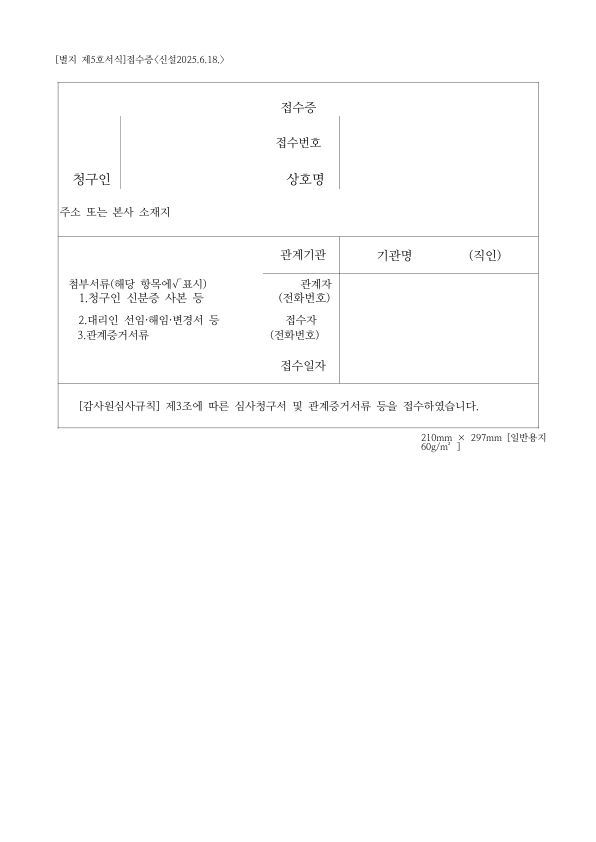 [별지 제5호서식]접수증<신설2025.6.18.>
접수증
접수번호
청구인 상호명
주소 또는 본사 소재지
관계기관 기관명 (직인)
첨부서류(해당 항목에√표시) 관계자
1.청구인 신분증 사본 등 (전화번호)
2.대리인 선임·해임·변경서 등 접수자
3.관계증거서류 (전화번호)
접수일자
[감사원심사규칙] 제3조에 따른 심사청구서 및 관계증거서류 등을 접수하였습니다.
210mm × 297mm [일반용지
60g/㎡ ]